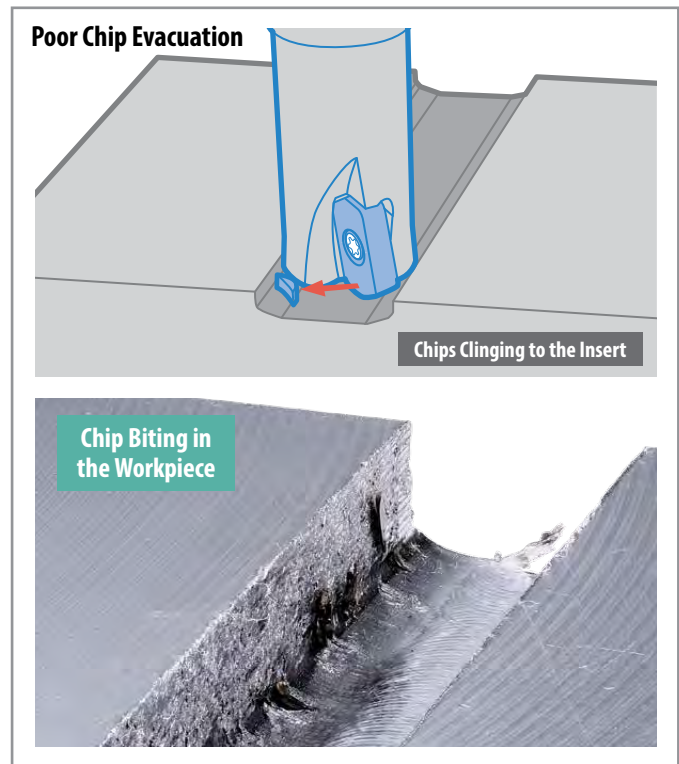 Poor Chip Evacuation
Chips Clinging to the Insert
Chip Biting in
the Workpiece